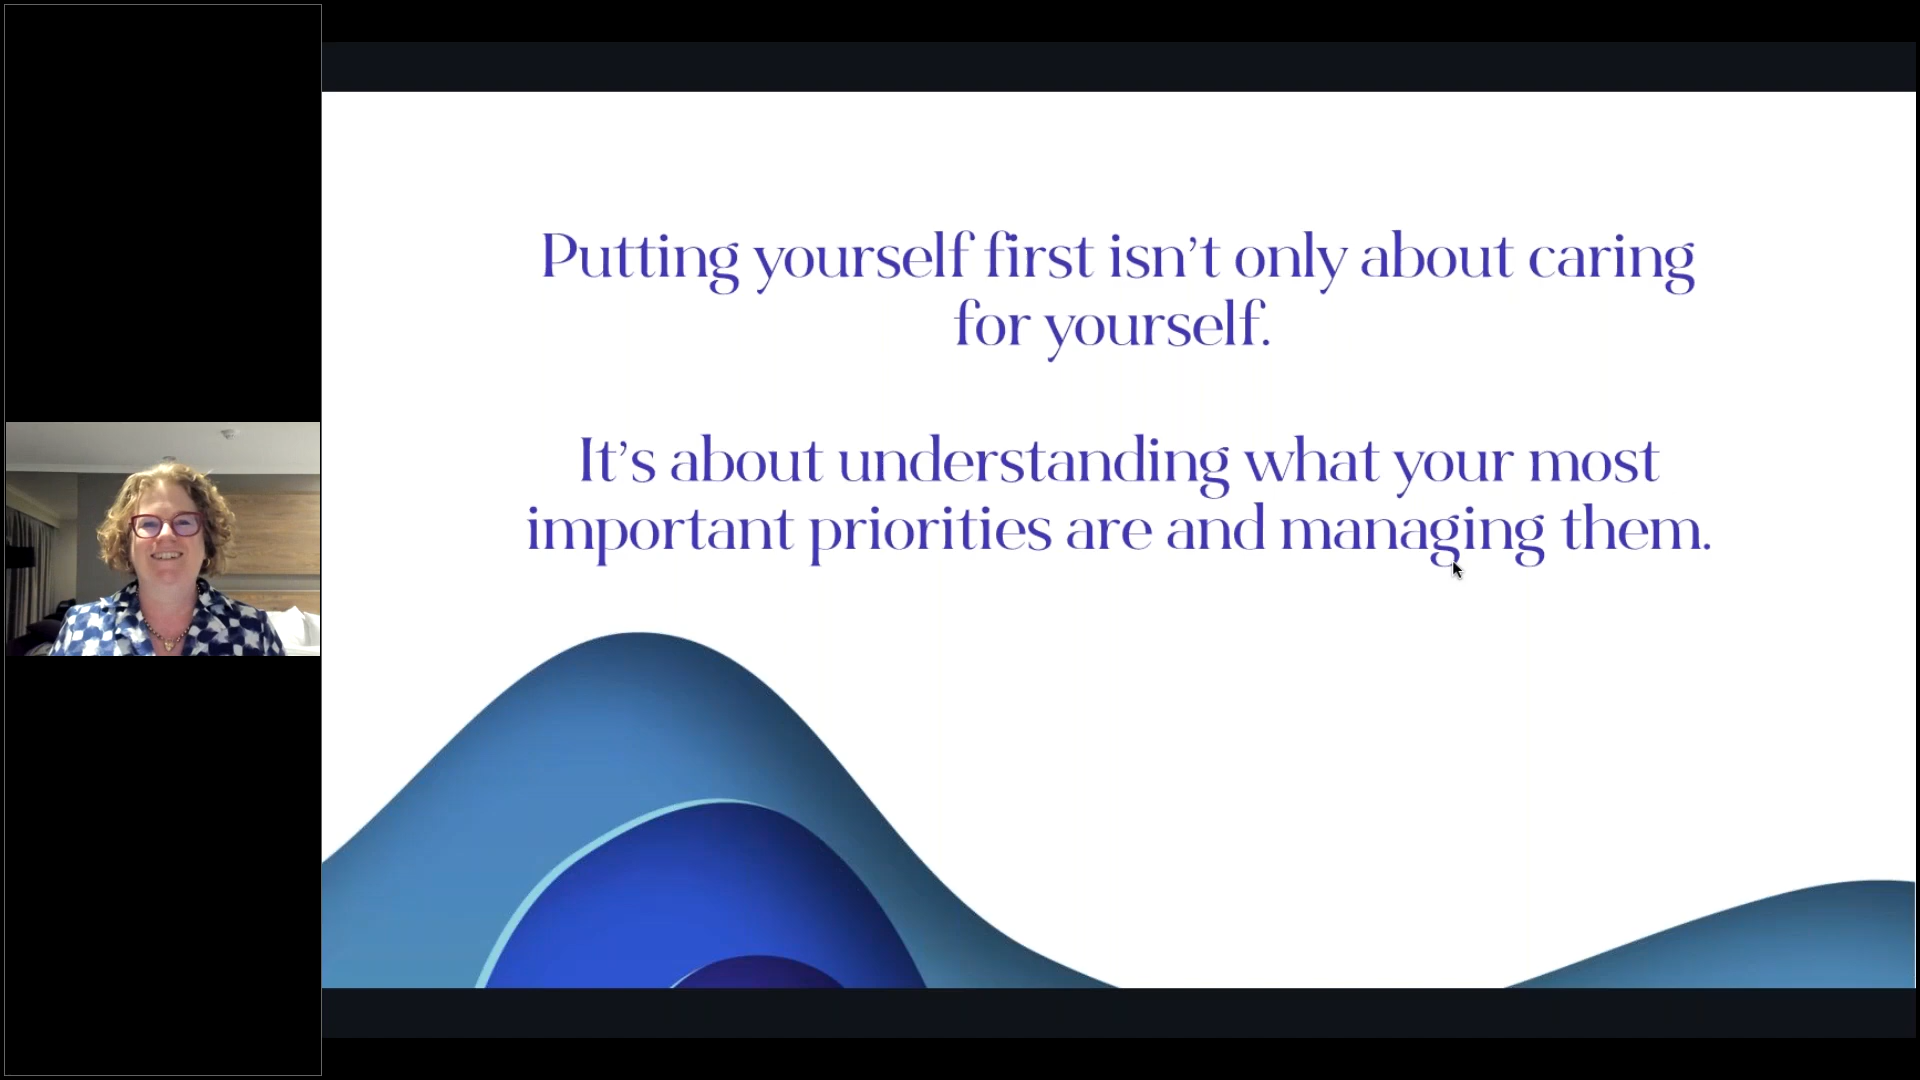 Putting yourself first isn’t only about caring
for yourself.
It’s about understanding what your most
important priorities are and managing them.